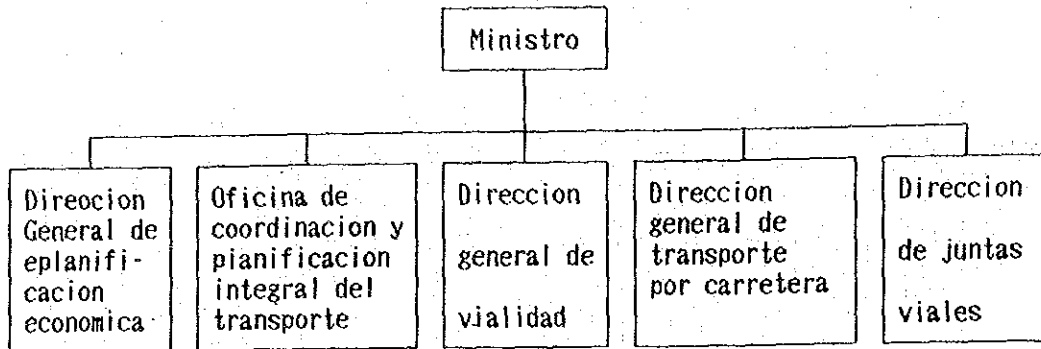 Ministro
Direocion
General de
eplanifi-
cacion
economica
Oficina de
coordinacion y
pianificacion
integral del
transporte
Direccion
general de
vialidad
Direccion
general de
transporte
por carretera
Direccion
de juntas
viales